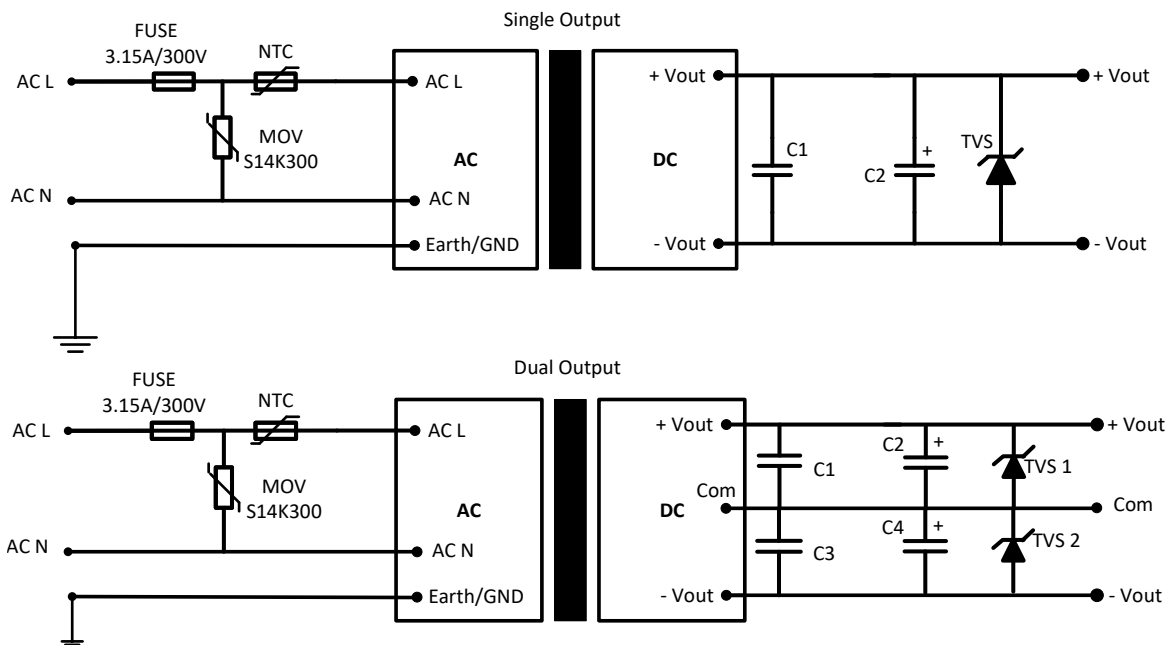 Single Output
FUSE
3.15A/300V
NTC
AC L
AC L
+ Vout
+ Vout
MOV
S14K300
AC
DC
C1
C2
+
TVS
AC N
AC N
Earth/GND
- Vout
- Vout
Dual Output
FUSE
3.15A/300V
NTC
AC L
AC L
+ Vout
+ Vout
MOV
S14K300
AC
DC
Com
C1
C2
+
TVS 1
Com
C3
C4
+
TVS 2
AC N
AC N
Earth/GND
- Vout
- Vout